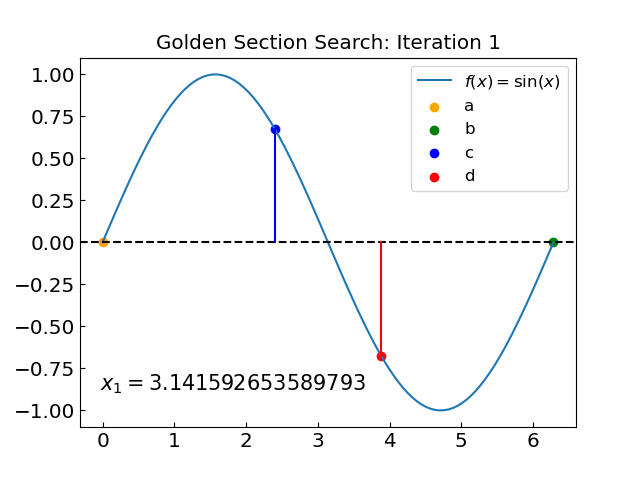 Golden Section Search: Iteration 1
f(x) = sin(x)
a
b
c
d
1.00
0.75
0.50
0.25
0.00
−0.25
−0.50
−0.75
−1.00
x₁ = 3.141592653589793
0 1 2 3 4 5 6